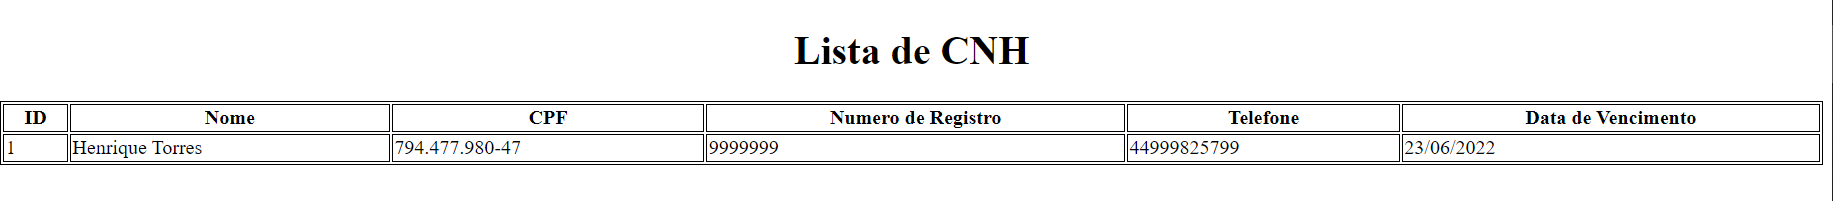 Lista de CNH
ID Nome CPF Numero de Registro Telefone Data de Vencimento
1 Henrique Torres 794.477.980-47 9999999 44999825799 23/06/2022